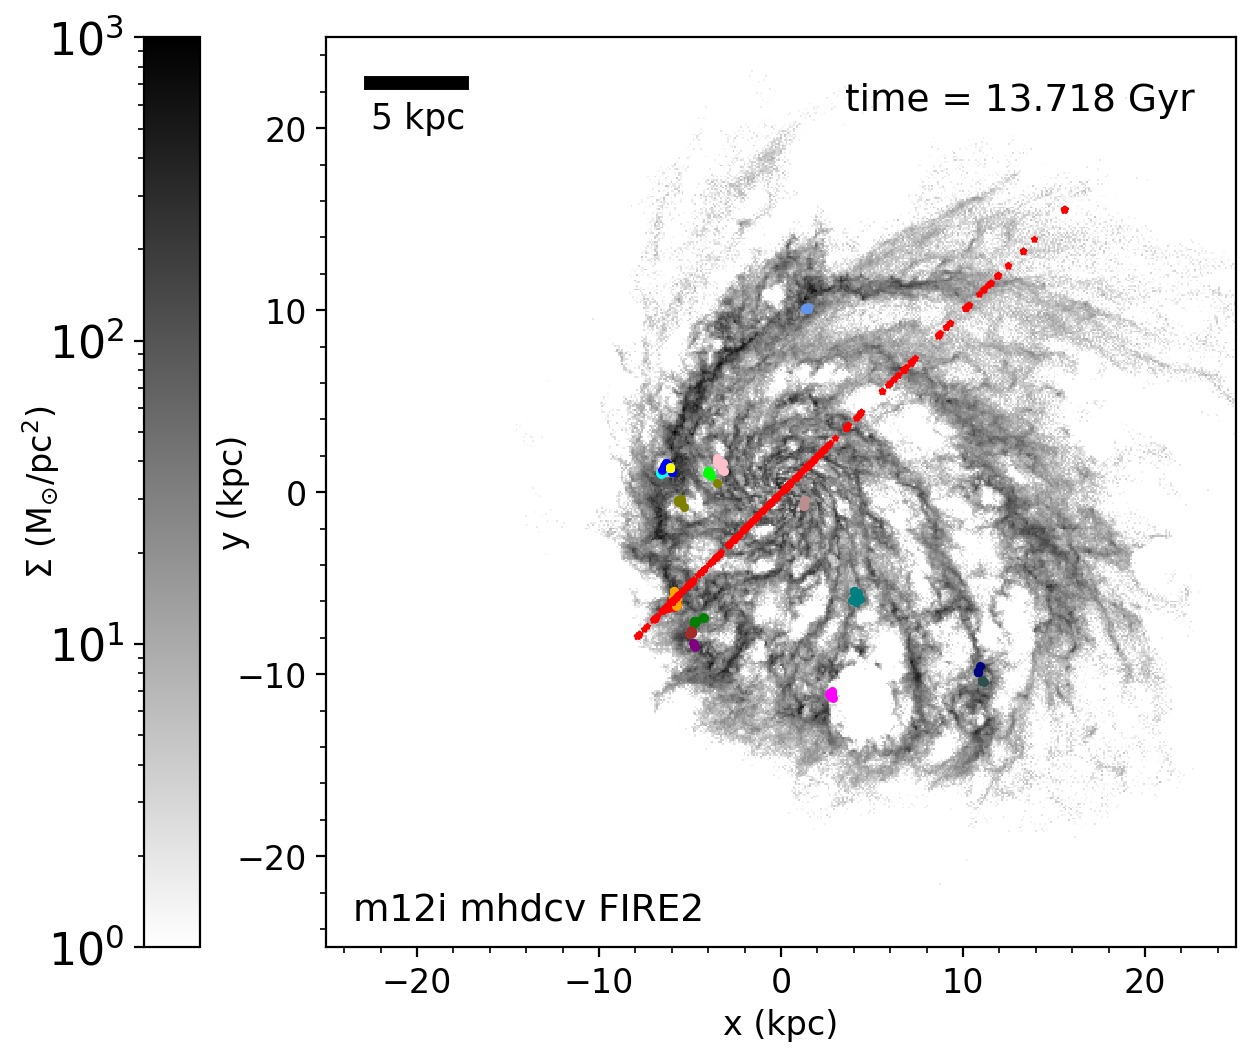 10³
10²
10¹
10⁰
Σ (M⊙/pc²)
y (kpc)
20
10
0
−10
−20
5 kpc
time = 13.718 Gyr
m12i mhdcv FIRE2
−20 −10 0 10 20
x (kpc)